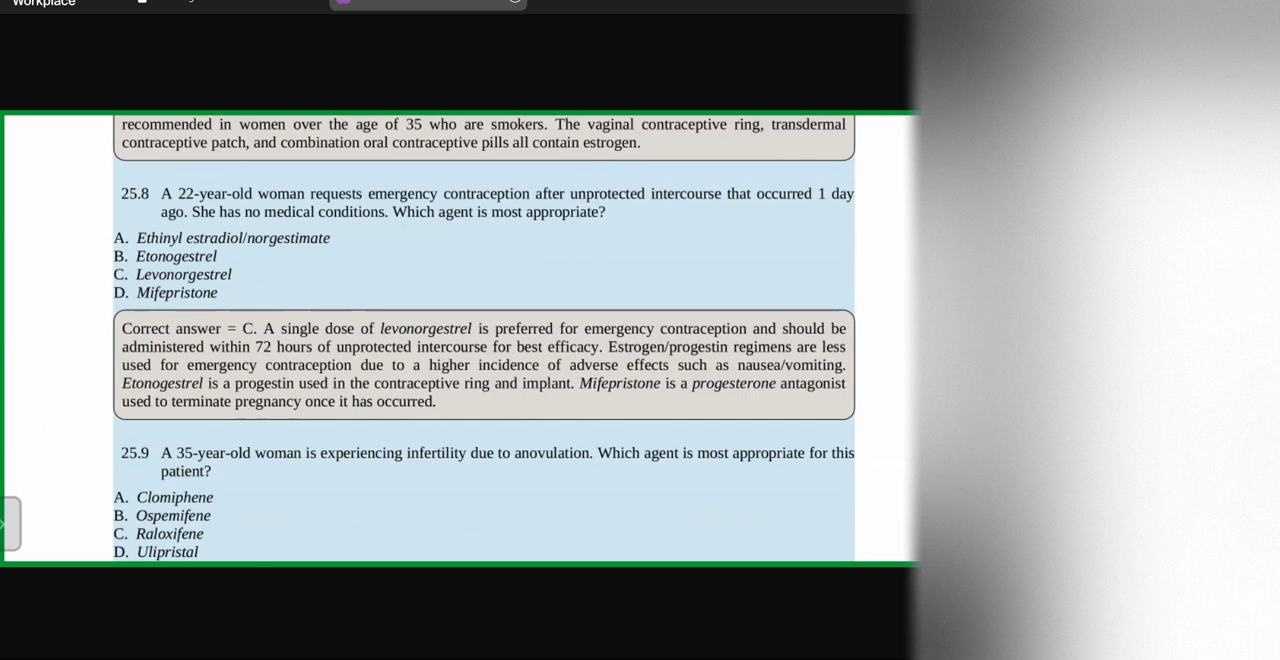 Workplace
recommended in women over the age of 35 who are smokers. The vaginal contraceptive ring, transdermal
contraceptive patch, and combination oral contraceptive pills all contain estrogen.
25.8 A 22-year-old woman requests emergency contraception after unprotected intercourse that occurred 1 day
ago. She has no medical conditions. Which agent is most appropriate?
A. Ethinyl estradiol/norgestimate
B. Etonogestrel
C. Levonorgestrel
D. Mifepristone
Correct answer = C. A single dose of levonorgestrel is preferred for emergency contraception and should be
administered within 72 hours of unprotected intercourse for best efficacy. Estrogen/progestin regimens are less
used for emergency contraception due to a higher incidence of adverse effects such as nausea/vomiting.
Etonogestrel is a progestin used in the contraceptive ring and implant. Mifepristone is a progesterone antagonist
used to terminate pregnancy once it has occurred.
25.9 A 35-year-old woman is experiencing infertility due to anovulation. Which agent is most appropriate for this
patient?
A. Clomiphene
B. Ospemifene
C. Raloxifene
D. Ulipristal